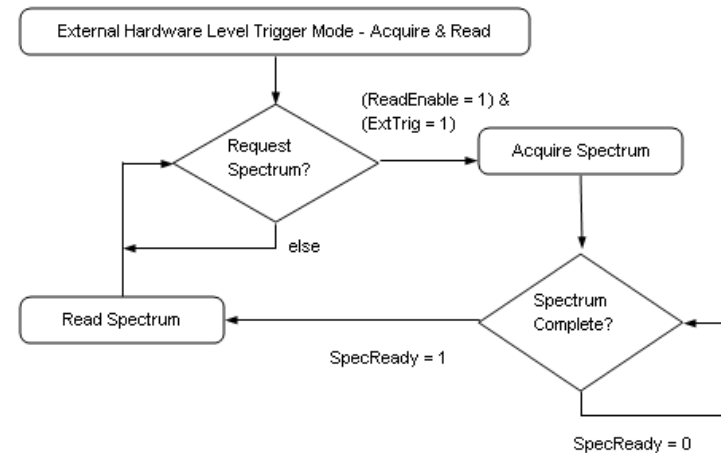 External Hardware Level Trigger Mode - Acquire & Read
(ReadEnable = 1) &
(ExtTrig = 1)
Request
Spectrum?
Acquire Spectrum
else
Spectrum
Complete?
Read Spectrum
SpecReady = 1
SpecReady = 0